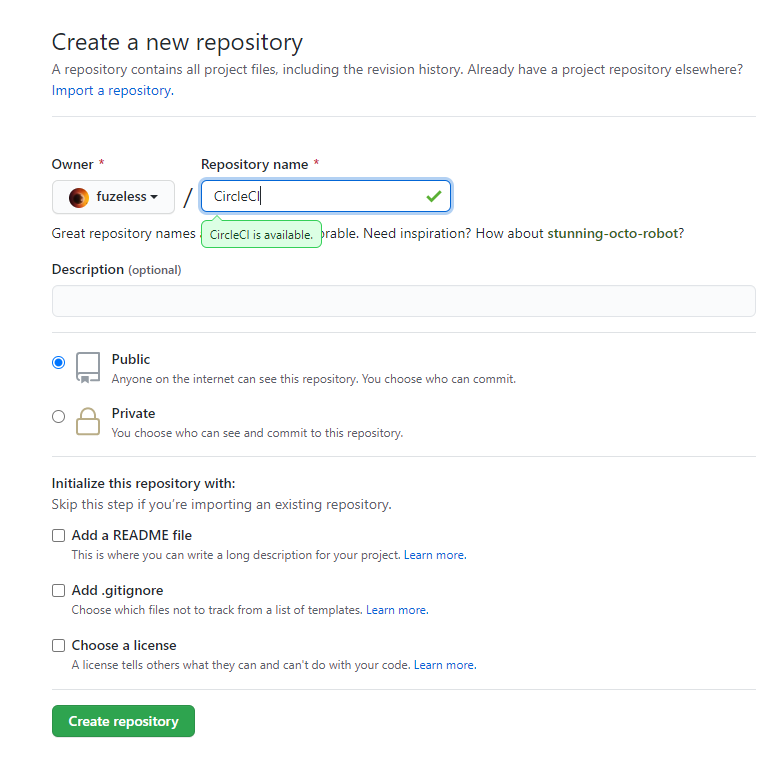 Create a new repository
A repository contains all project files, including the revision history. Already have a project repository elsewhere?
Import a repository.
Owner *
Repository name *
fuzeless
/
CircleCI
Great repository names
CircleCI is available.
Need inspiration? How about stunning-octo-robot?
Description (optional)
Public
Anyone on the internet can see this repository. You choose who can commit.
Private
You choose who can see and commit to this repository.
Initialize this repository with:
Skip this step if you’re importing an existing repository.
Add a README file
This is where you can write a long description for your project. Learn more.
Add .gitignore
Choose which files not to track from a list of templates. Learn more.
Choose a license
A license tells others what they can and can't do with your code. Learn more.
Create repository